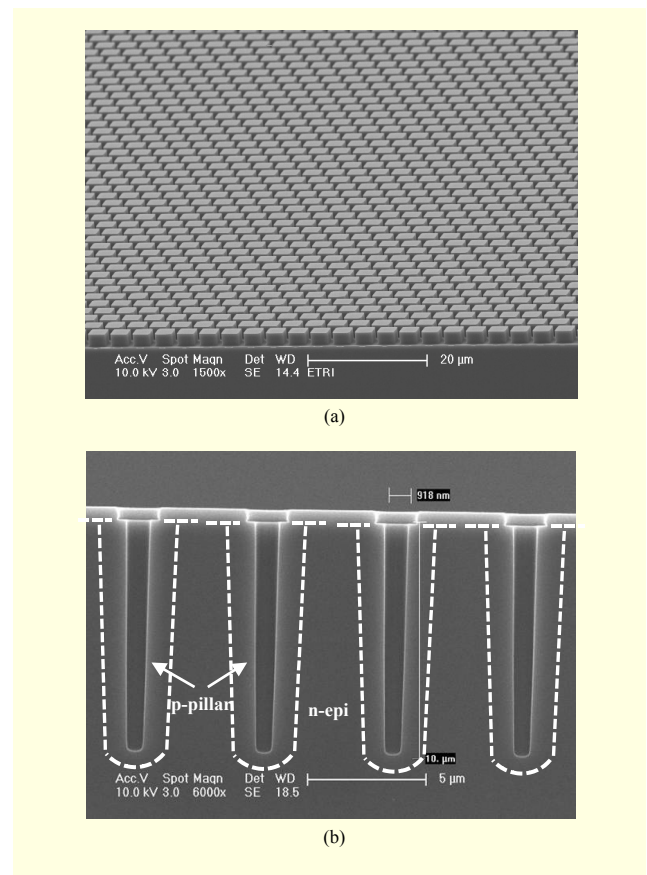 Acc.V Spot Magn Det WD 20 µm
10.0 kV 3.0 1500x SE 14.4 ETRI
(a)
918 nm
p-pillar n-epi
10. µm
Acc.V Spot Magn Det WD 5 µm
10.0 kV 3.0 6000x SE 18.5
(b)